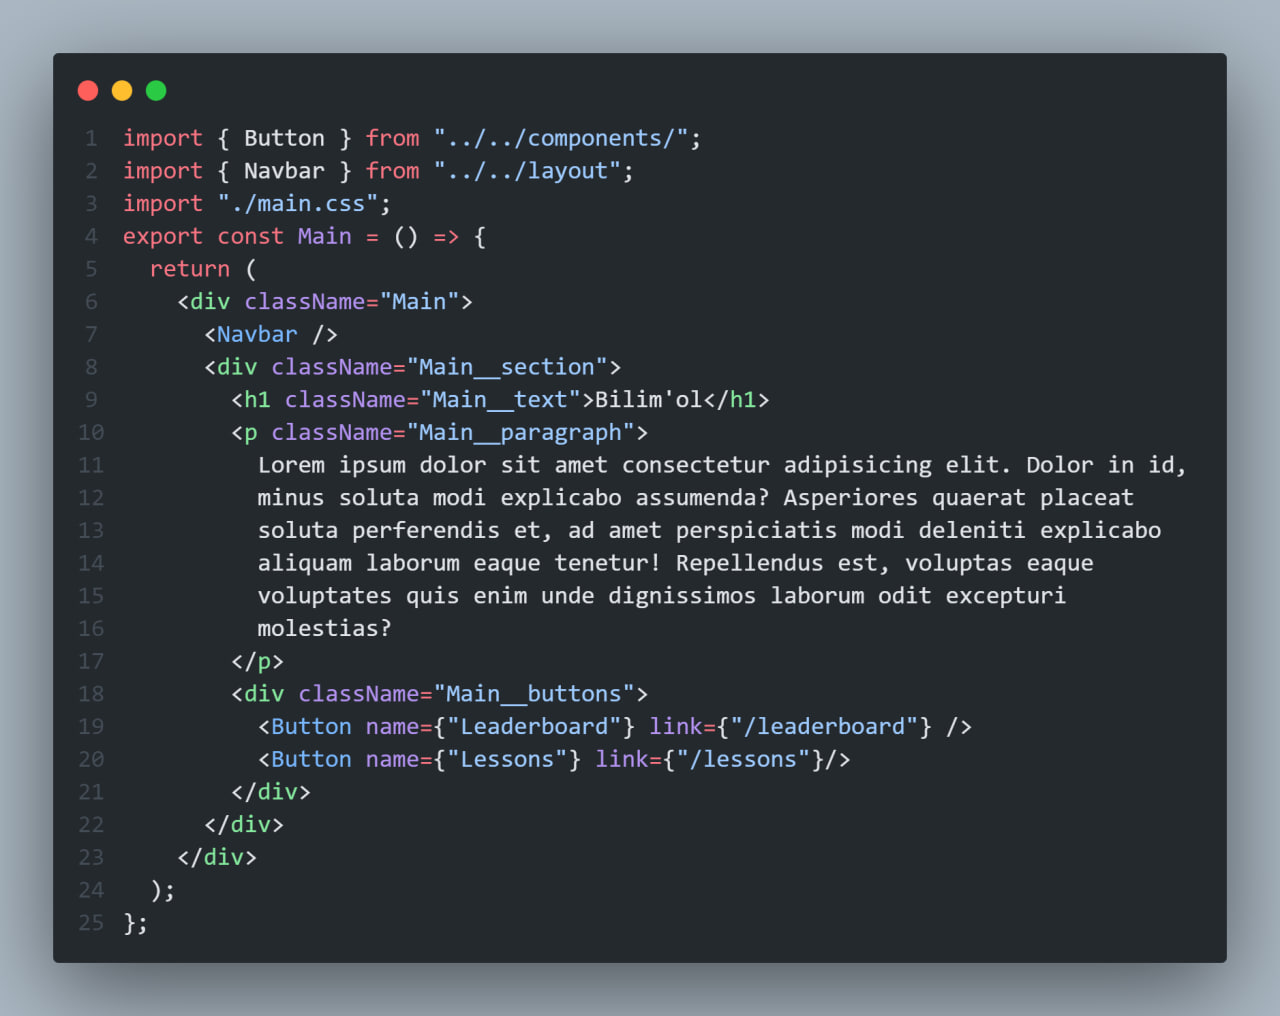 1 import { Button } from "../../components/";
2 import { Navbar } from "../../layout";
3 import "./main.css";
4 export const Main = () => {
5   return (
6     <div className="Main">
7       <Navbar />
8       <div className="Main__section">
9         <h1 className="Main__text">Bilim'ol</h1>
10         <p className="Main__paragraph">
11           Lorem ipsum dolor sit amet consectetur adipisicing elit. Dolor in id,
12           minus soluta modi explicabo assumenda? Asperiores quaerat placeat
13           soluta perferendis et, ad amet perspiciatis modi deleniti explicabo
14           aliquam laborum eaque tenetur! Repellendus est, voluptas eaque
15           voluptates quis enim unde dignissimos laborum odit excepturi
16           molestias?
17         </p>
18         <div className="Main__buttons">
19           <Button name={"Leaderboard"} link={"/leaderboard"} />
20           <Button name={"Lessons"} link={"/lessons"}/>
21         </div>
22       </div>
23     </div>
24   );
25 };